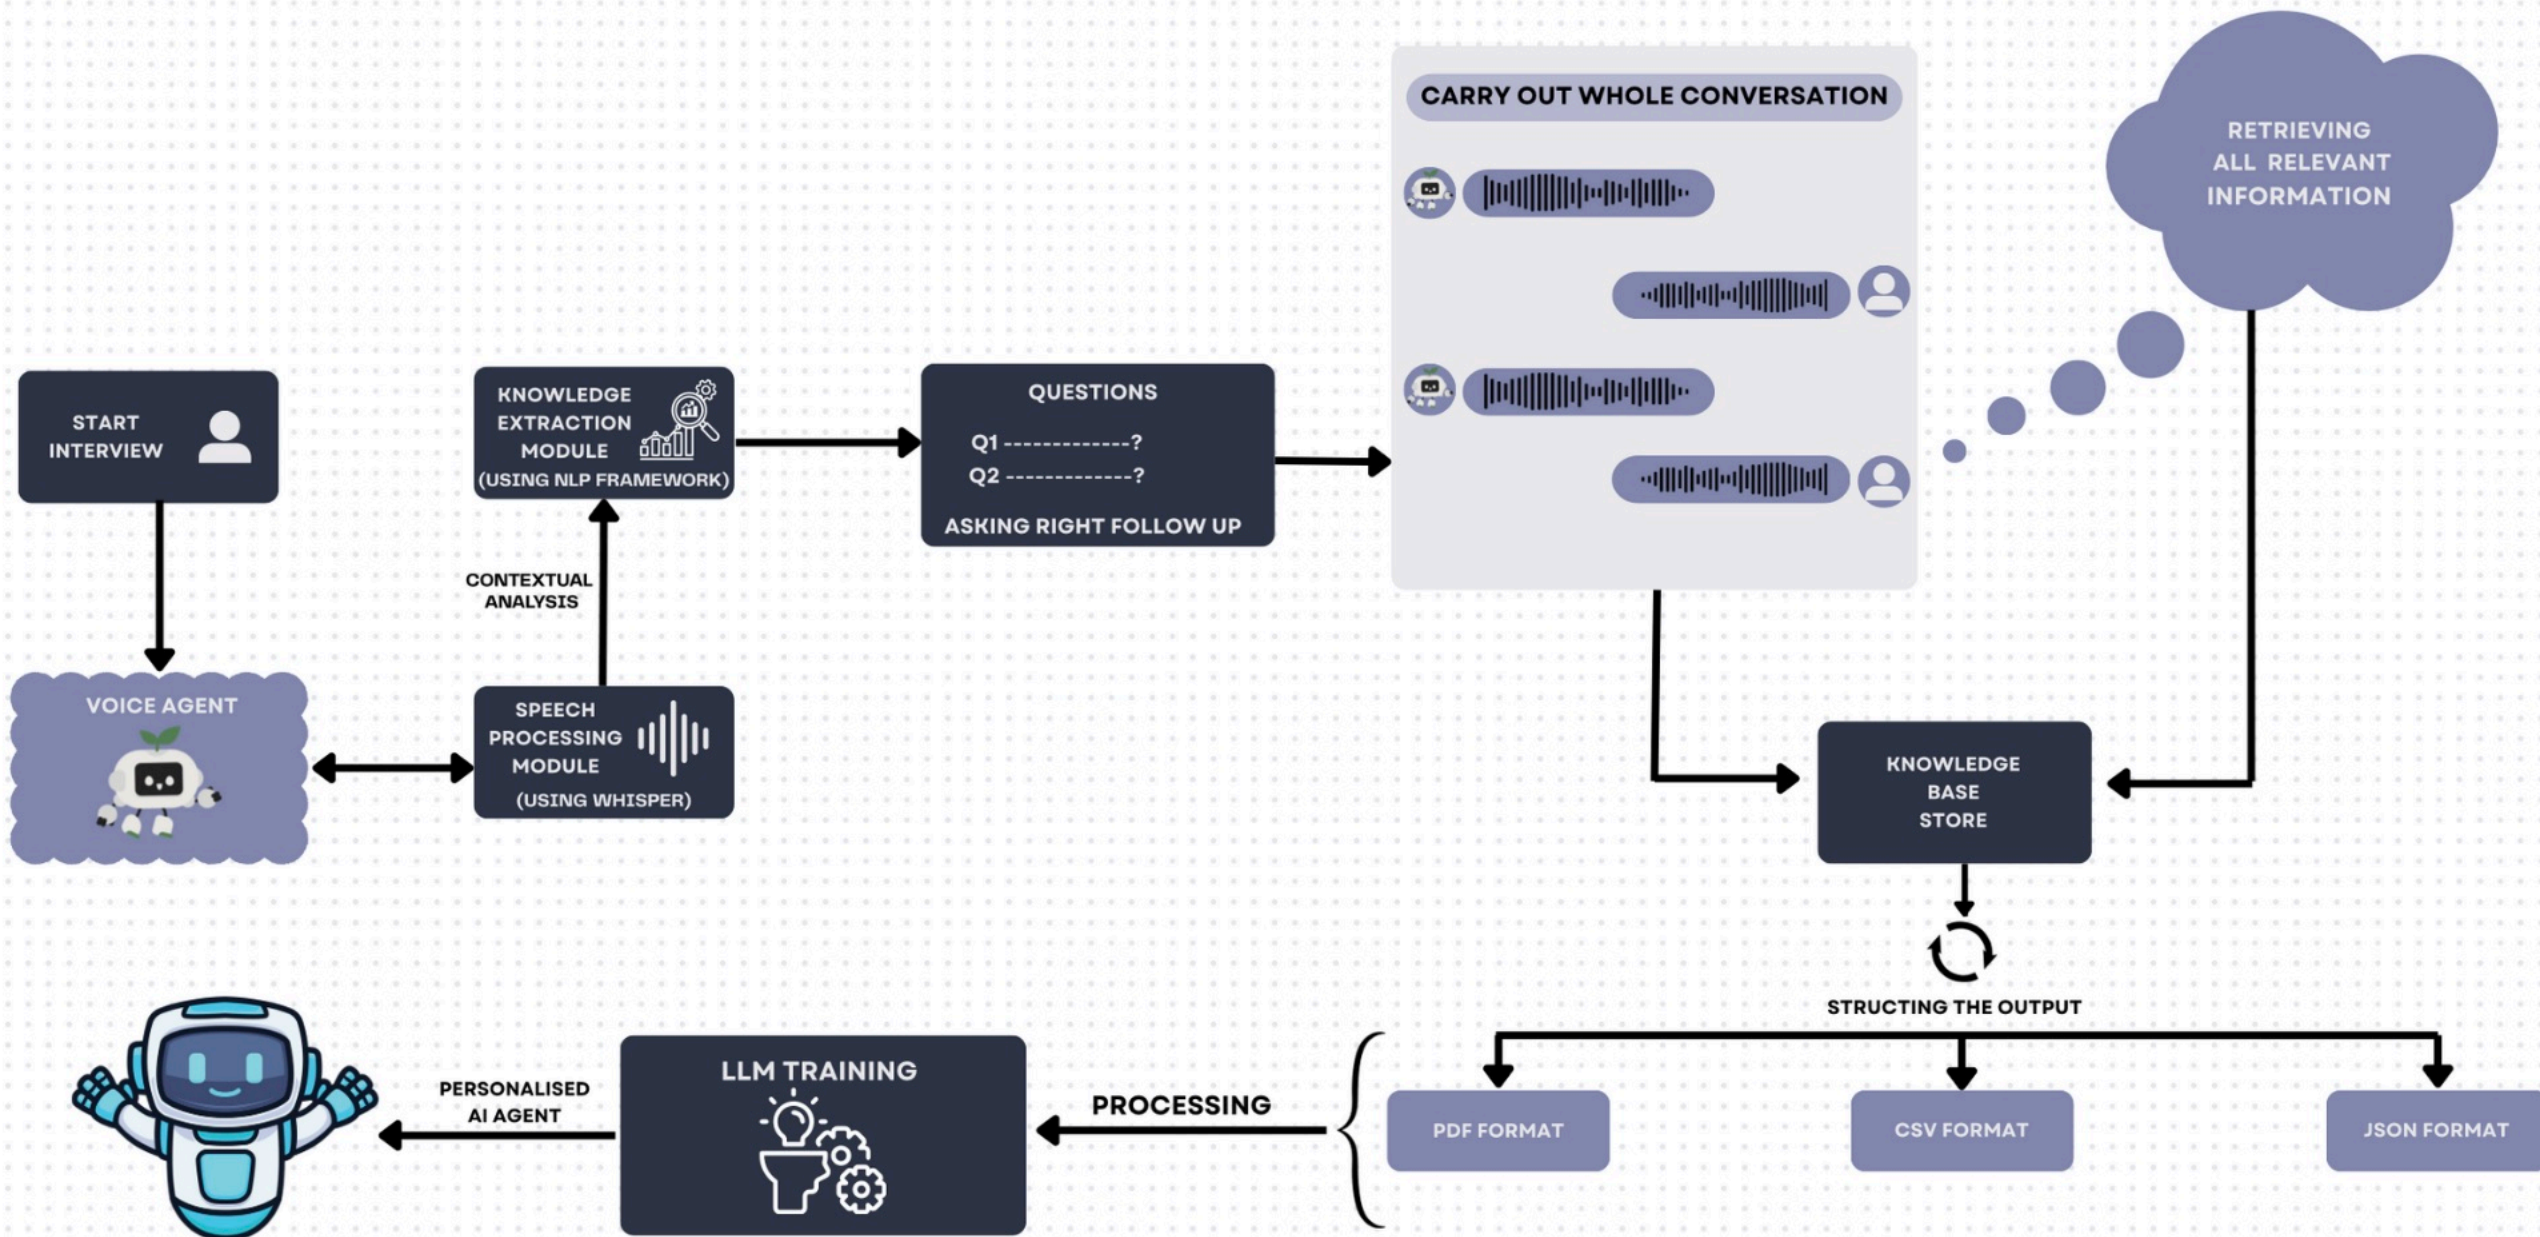 START
INTERVIEW
VOICE AGENT
SPEECH
PROCESSING
MODULE
(USING WHISPER)
CONTEXTUAL
ANALYSIS
KNOWLEDGE
EXTRACTION
MODULE
(USING NLP FRAMEWORK)
QUESTIONS
Q1 -------------?
Q2 -------------?
ASKING RIGHT FOLLOW UP
CARRY OUT WHOLE CONVERSATION
RETRIEVING
ALL RELEVANT
INFORMATION
KNOWLEDGE
BASE
STORE
STRUCTING THE OUTPUT
PDF FORMAT
CSV FORMAT
JSON FORMAT
PROCESSING
LLM TRAINING
PERSONALISED
AI AGENT